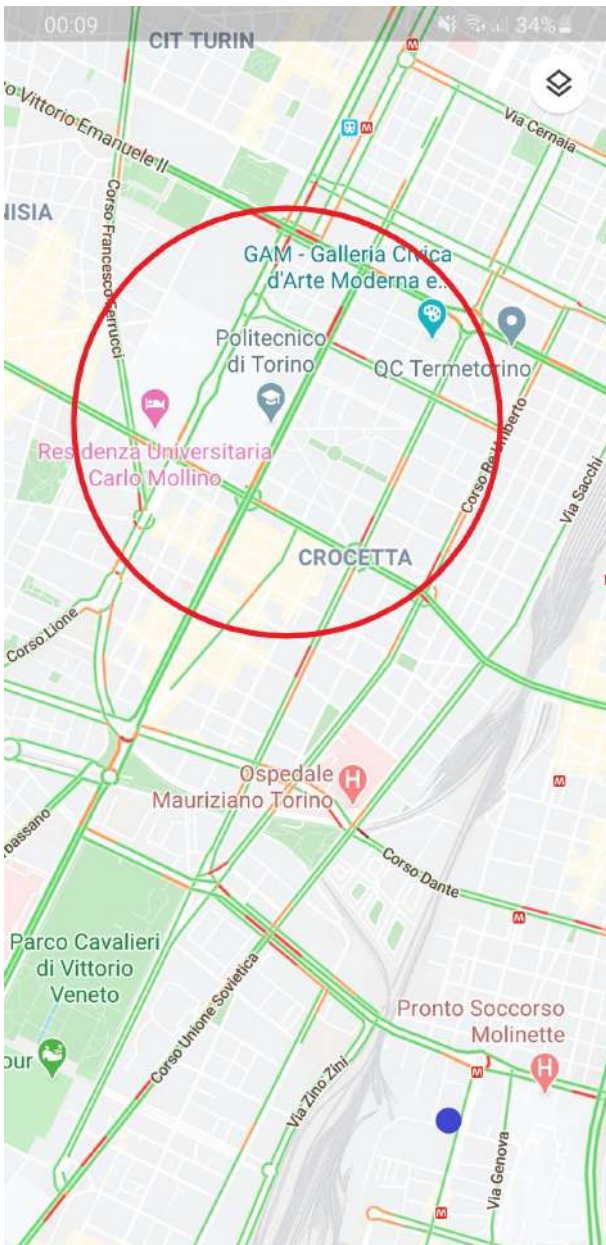 00:09
34%
CIT TURIN
M
Via Cernaia
M
o Vittorio Emanuele II
NISIA
Corso Francesco Ferrucci
GAM - Galleria Civica
d'Arte Moderna e..
Politecnico
di Torino
QC Termetorino
Residenza Universitaria
Carlo Mollino
Corso Re Umberto
Via Sacchi
CROCETTA
Corso Lione
Ospedale
Mauriziano Torino
H
M
bassano
Corso Dante
M
Parco Cavalieri
di Vittorio
Veneto
Corso Unione Sovietica
Pronto Soccorso
Molinette
our
M
H
Via Zino Zini
Via Genova
M